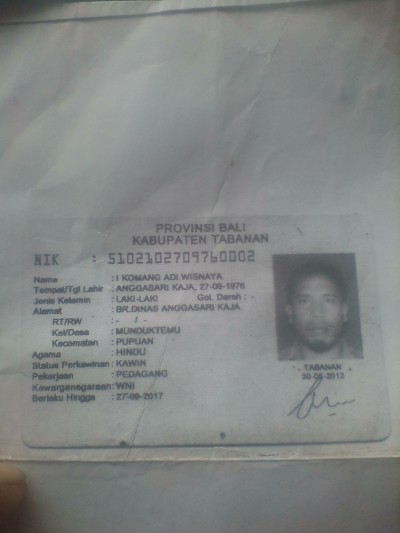 PROVINSI BALI
KABUPATEN TABANAN
NIK : 5102102709760002
Nama : I KOMANG ADI WISNAYA
Tempat/Tgl Lahir : ANGGASARI KAJA, 27-09-1976
Jenis Kelamin : LAKI-LAKI Gol. Darah : -
Alamat : BR.DINAS ANGGASARI KAJA
RT/RW : - / -
Kel/Desa : MUNDUKTEMU
Kecamatan : PUPUAN
Agama : HINDU
Status Perkawinan : KAWIN
Pekerjaan : PEDAGANG
Kewarganegaraan : WNI
Berlaku Hingga : 27-09-2017
TABANAN
30-05-2012